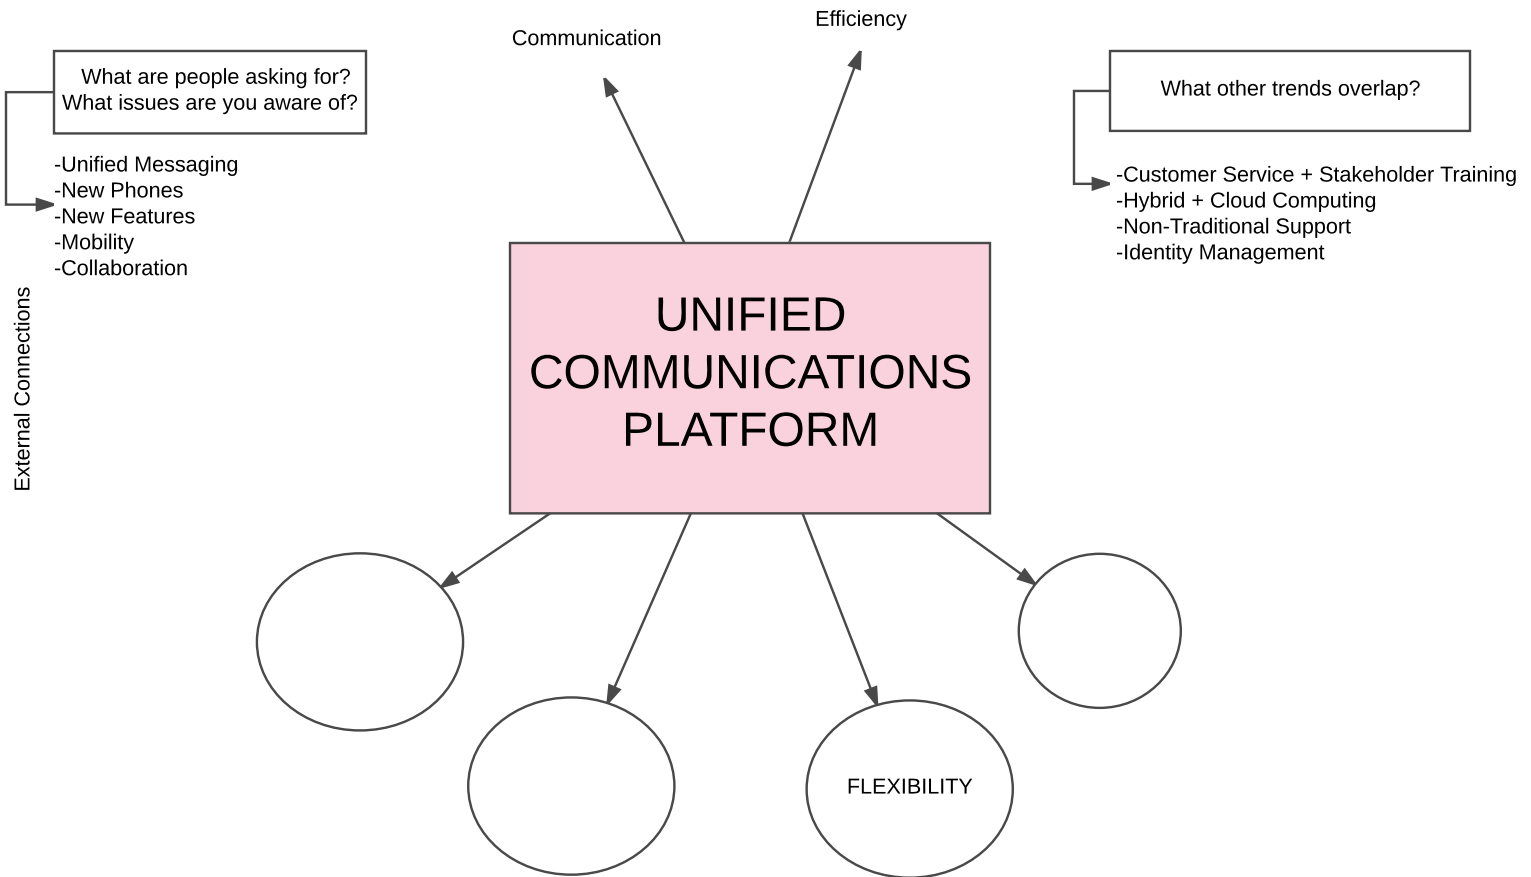 Efficiency
Communication
What are people asking for?
What issues are you aware of?
-Unified Messaging
-New Phones
-New Features
-Mobility
-Collaboration
External Connections
What other trends overlap?
-Customer Service + Stakeholder Training
-Hybrid + Cloud Computing
-Non-Traditional Support
-Identity Management
UNIFIED
COMMUNICATIONS
PLATFORM
FLEXIBILITY